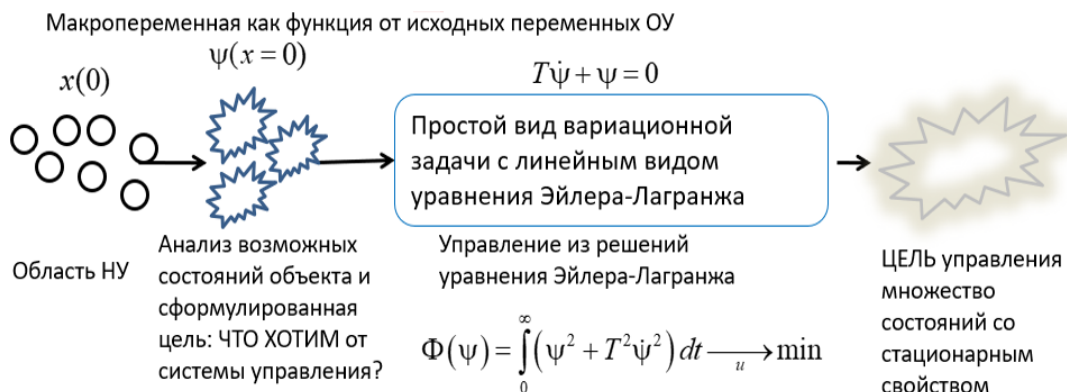 Макропеременная как функция от исходных переменных ОУ
ψ(x = 0)
x(0)
Tψ̇ + ψ = 0
Простой вид вариационной
задачи с линейным видом
уравнения Эйлера-Лагранжа
Область НУ
Анализ возможных
состояний объекта и
сформулированная
цель: ЧТО ХОТИМ от
системы управления?
Управление из решений
уравнения Эйлера-Лагранжа
Φ(ψ) = ∫₀^∞ (ψ² + T²ψ̇²) dt →ᵤ min
ЦЕЛЬ управления
множество
состояний со
стационарным
свойством